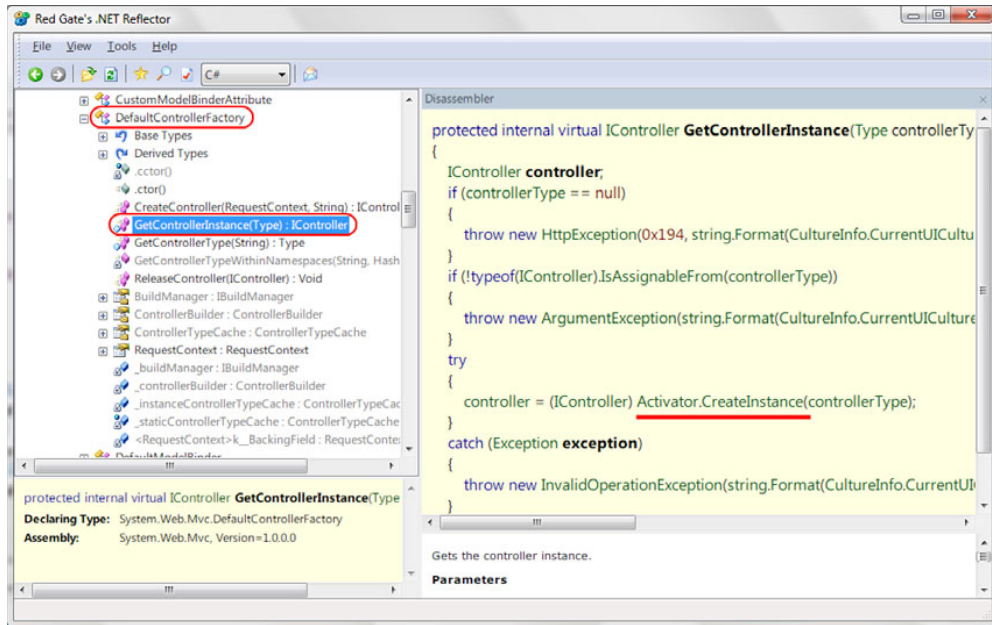 Red Gate's .NET Reflector
File View Tools Help
C#
CustomModelBinderAttribute
DefaultControllerFactory
Base Types
Derived Types
.cctor()
.ctor()
CreateController(RequestContext, String) : IControl
GetControllerInstance(Type) : IController
GetControllerType(String) : Type
GetControllerTypeWithinNamespaces(String, Hash
ReleaseController(IController) : Void
BuildManager : IBuildManager
ControllerBuilder : ControllerBuilder
ControllerTypeCache : ControllerTypeCache
RequestContext : RequestContext
_buildManager : IBuildManager
_controllerBuilder : ControllerBuilder
_instanceControllerTypeCache : ControllerTypeCac
_staticControllerTypeCache : ControllerTypeCache
<RequestContext>k__BackingField : RequestConte
DefaultModelBinder
protected internal virtual IController GetControllerInstance(Type
Declaring Type: System.Web.Mvc.DefaultControllerFactory
Assembly: System.Web.Mvc, Version=1.0.0.0
Disassembler
protected internal virtual IController GetControllerInstance(Type controllerTy
{
IController controller;
if (controllerType == null)
{
throw new HttpException(0x194, string.Format(CultureInfo.CurrentUICultu
}
if (!typeof(IController).IsAssignableFrom(controllerType))
{
throw new ArgumentException(string.Format(CultureInfo.CurrentUICulture
}
try
{
controller = (IController) Activator.CreateInstance(controllerType);
}
catch (Exception exception)
{
throw new InvalidOperationException(string.Format(CultureInfo.CurrentUI
}
Gets the controller instance.
Parameters